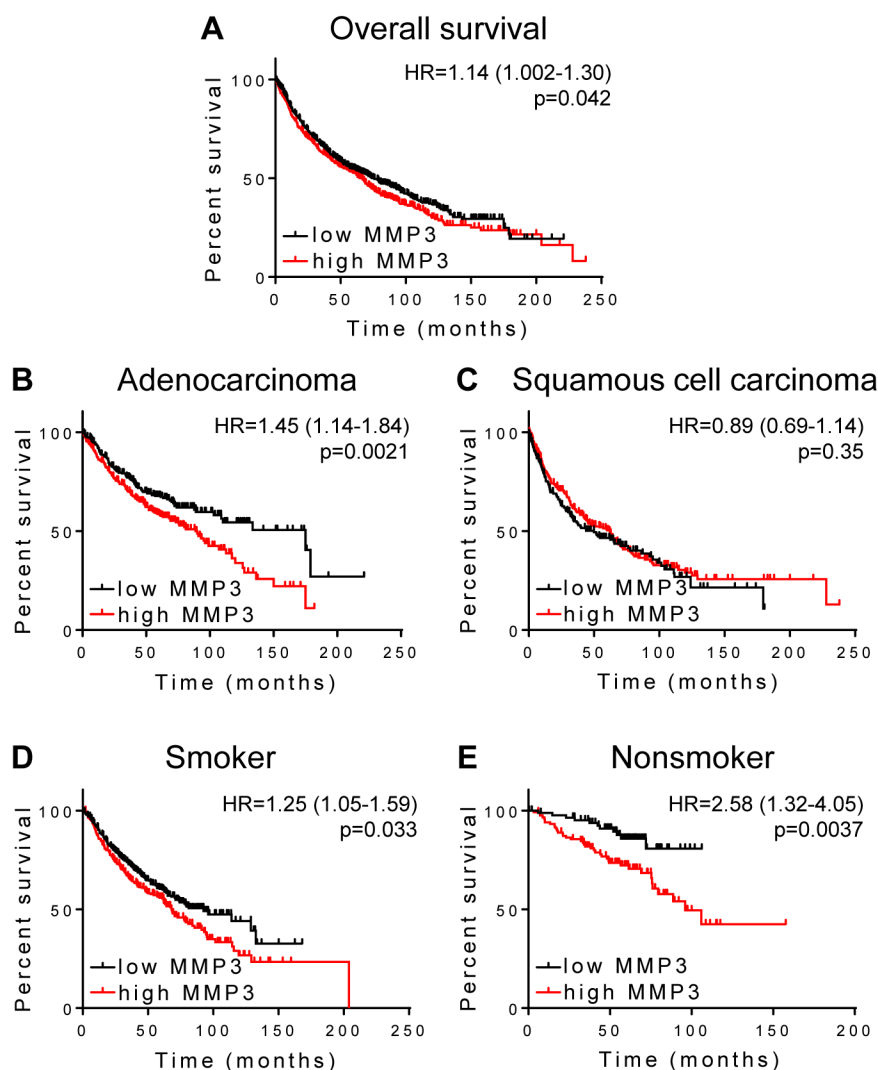 A Overall survival
HR=1.14 (1.002-1.30)
p=0.042
Percent survival
100
50
0
low MMP3
high MMP3
0 50 100 150 200 250
Time (months)
B Adenocarcinoma
HR=1.45 (1.14-1.84)
p=0.0021
Percent survival
100
50
0
low MMP3
high MMP3
0 50 100 150 200 250
Time (months)
C Squamous cell carcinoma
HR=0.89 (0.69-1.14)
p=0.35
Percent survival
100
50
0
low MMP3
high MMP3
0 50 100 150 200 250
Time (months)
D Smoker
HR=1.25 (1.05-1.59)
p=0.033
Percent survival
100
50
0
low MMP3
high MMP3
0 50 100 150 200 250
Time (months)
E Nonsmoker
HR=2.58 (1.32-4.05)
p=0.0037
Percent survival
100
50
0
low MMP3
high MMP3
0 50 100 150 200
Time (months)